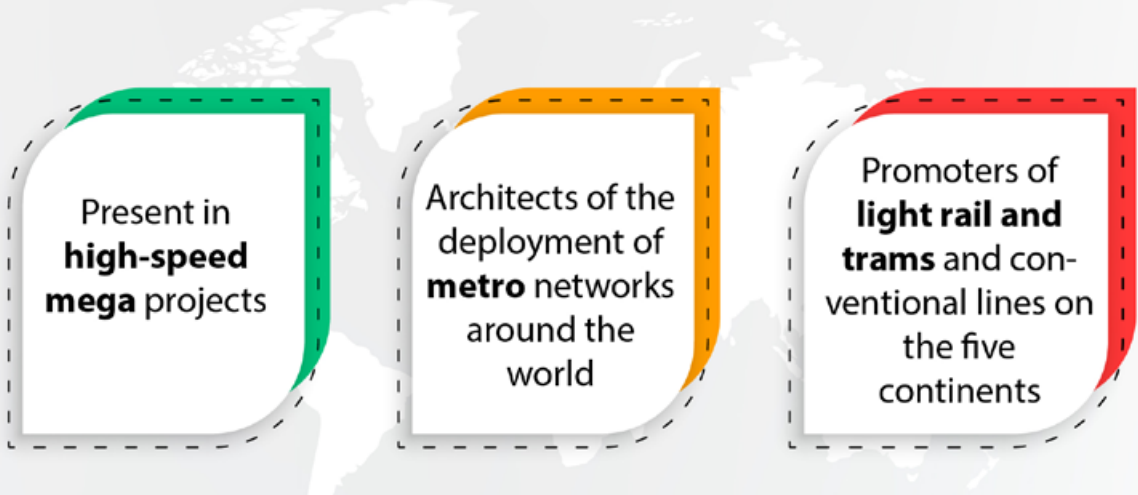 Present in
high-speed
mega projects
Architects of the
deployment of
metro networks
around the
world
Promoters of
light rail and
trams and con-
ventional lines on
the five
continents